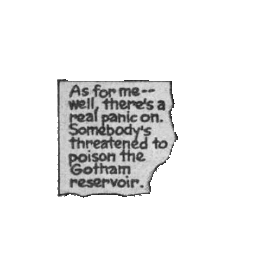 As for me--
well, there's a
real panic on.
Somebody's
threatened to
poison the
Gotham
reservoir.